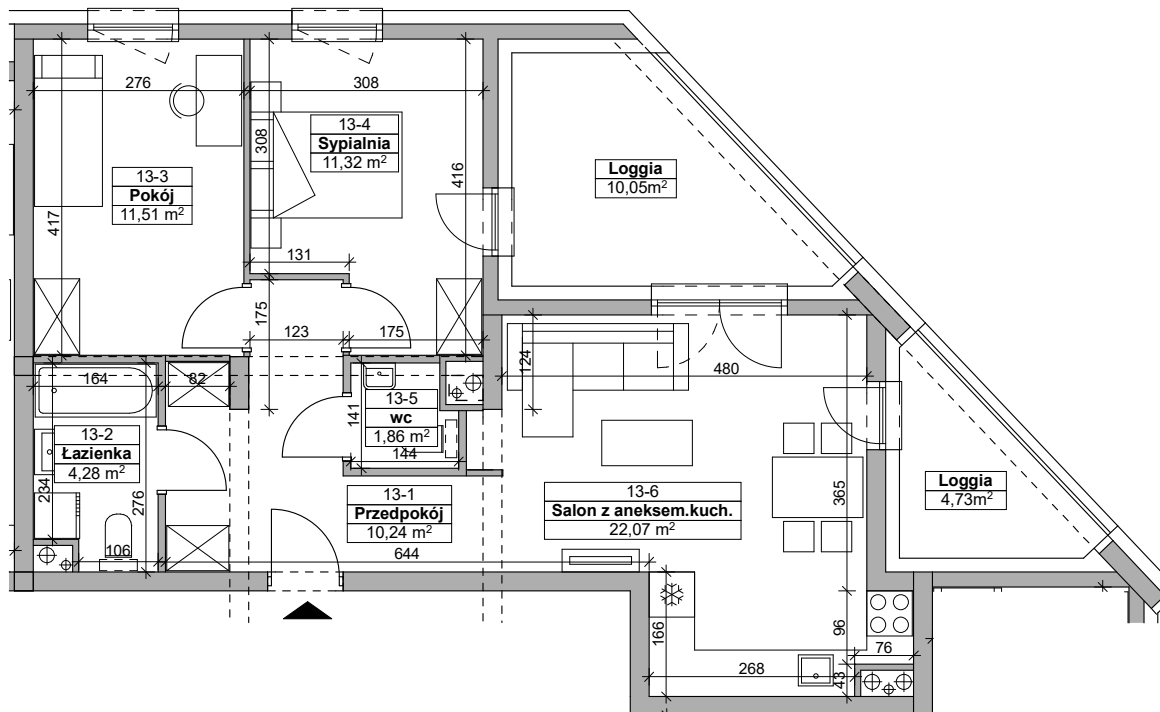 276
308
13-4
Sypialnia
11,32 m²
308
416
13-3
Pokój
11,51 m²
417
Loggia
10,05m²
131
175
123
175
124
480
164
82
13-5
wc
1,86 m²
141
144
13-2
Łazienka
4,28 m²
234
276
106
13-1
Przedpokój
10,24 m²
644
13-6
Salon z aneksem.kuch.
22,07 m²
365
Loggia
4,73m²
166
268
96
76
43